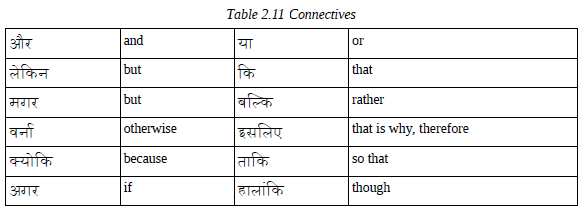 Table 2.11 Connectives
और and या or
लेकिन but कि that
मगर but बल्कि rather
वर्ना otherwise इसलिए that is why, therefore
क्योकि because ताकि so that
अगर if हालांकि though